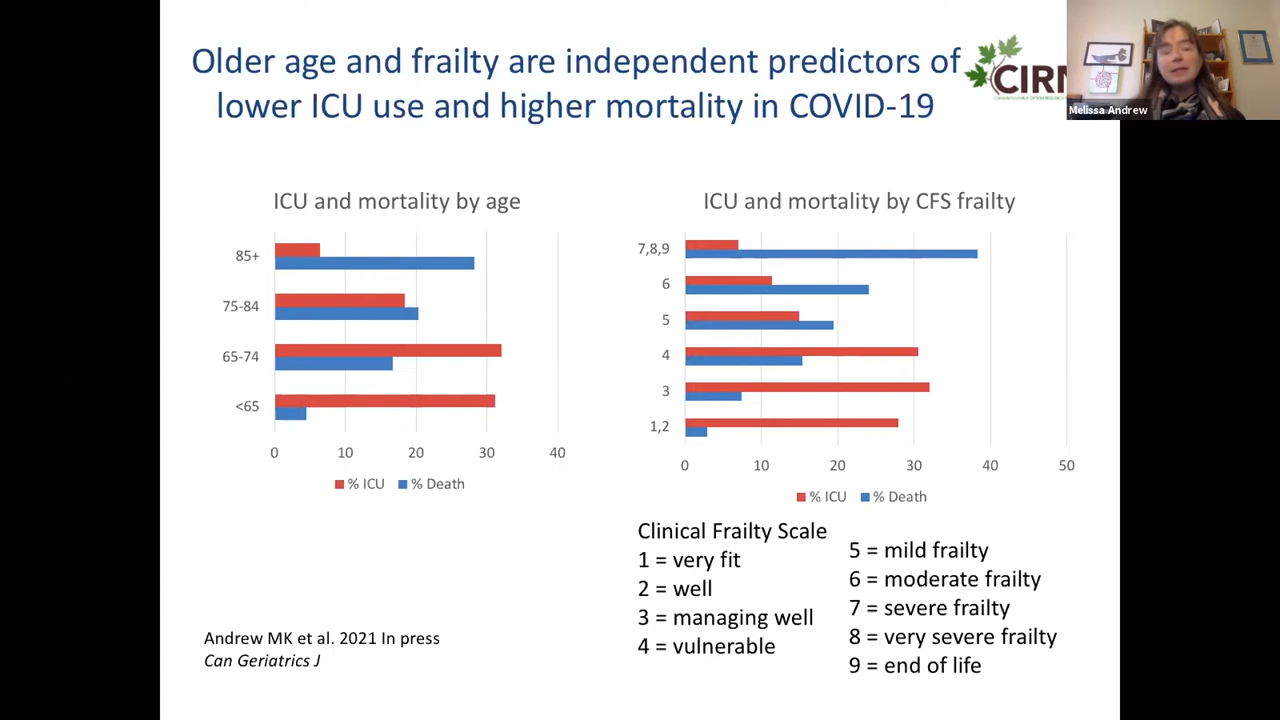 Older age and frailty are independent predictors of
lower ICU use and higher mortality in COVID-19
CIRN
Melissa Andrew
ICU and mortality by age
85+
75-84
65-74
<65
0 10 20 30 40
% ICU % Death
ICU and mortality by CFS frailty
7,8,9
6
5
4
3
1,2
0 10 20 30 40 50
% ICU % Death
Clinical Frailty Scale
1 = very fit
2 = well
3 = managing well
4 = vulnerable
5 = mild frailty
6 = moderate frailty
7 = severe frailty
8 = very severe frailty
9 = end of life
Andrew MK et al. 2021 In press
Can Geriatrics J